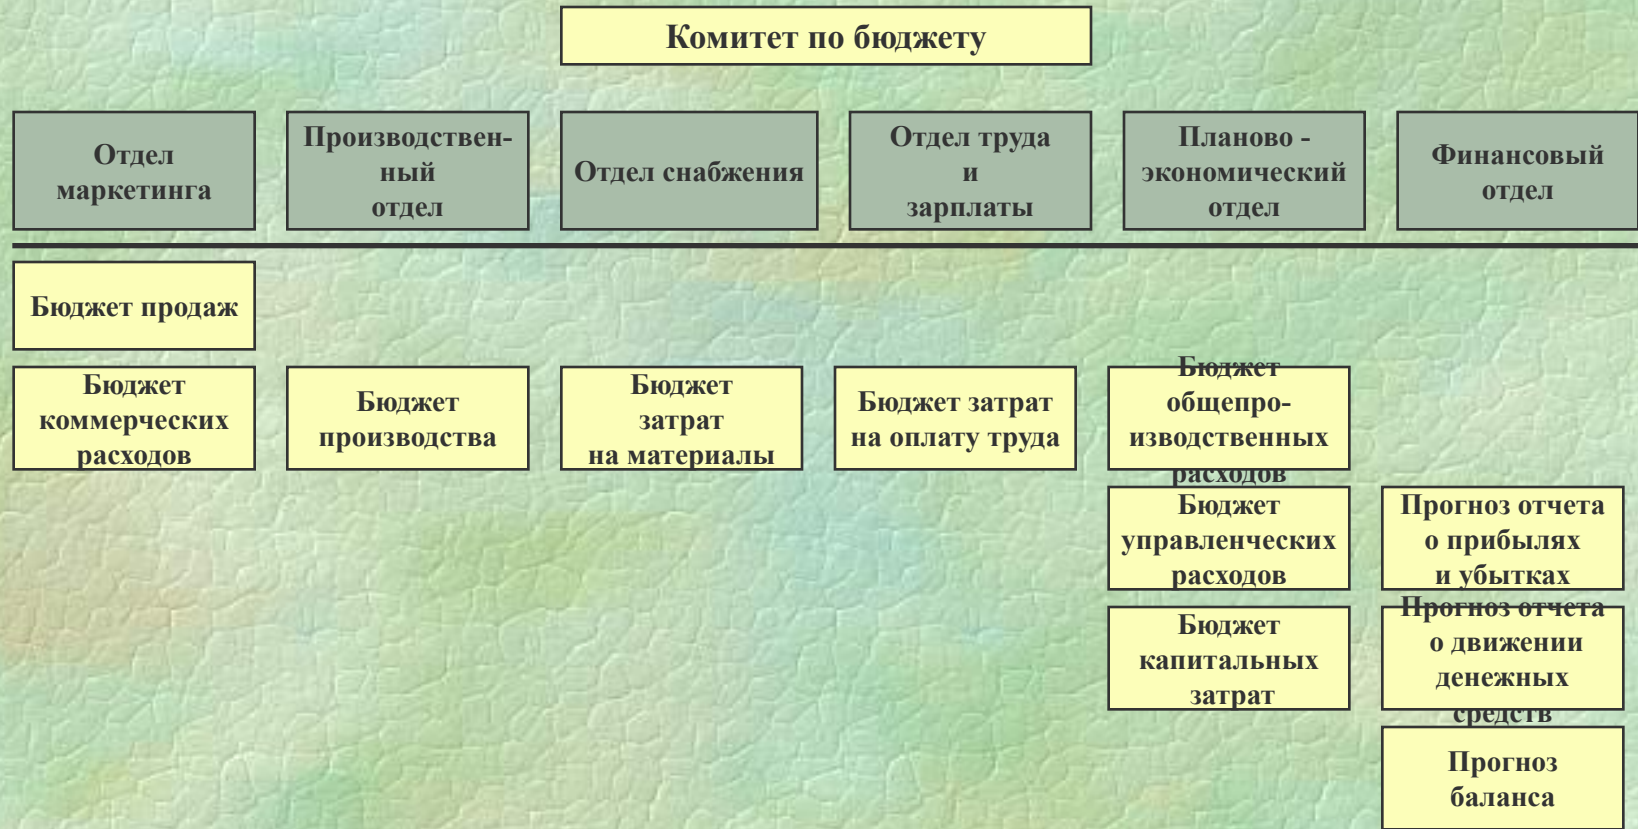 Комитет по бюджету
Отдел
маркетинга
Производствен-
ный
отдел
Отдел снабжения
Отдел труда
и
зарплаты
Планово -
экономический
отдел
Финансовый
отдел
Бюджет продаж
Бюджет
коммерческих
расходов
Бюджет
производства
Бюджет
затрат
на материалы
Бюджет затрат
на оплату труда
Бюджет
общепро-
изводственных
расходов
Бюджет
управленческих
расходов
Прогноз отчета
о прибылях
и убытках
Бюджет
капитальных
затрат
Прогноз отчета
о движении
денежных
средств
Прогноз
баланса